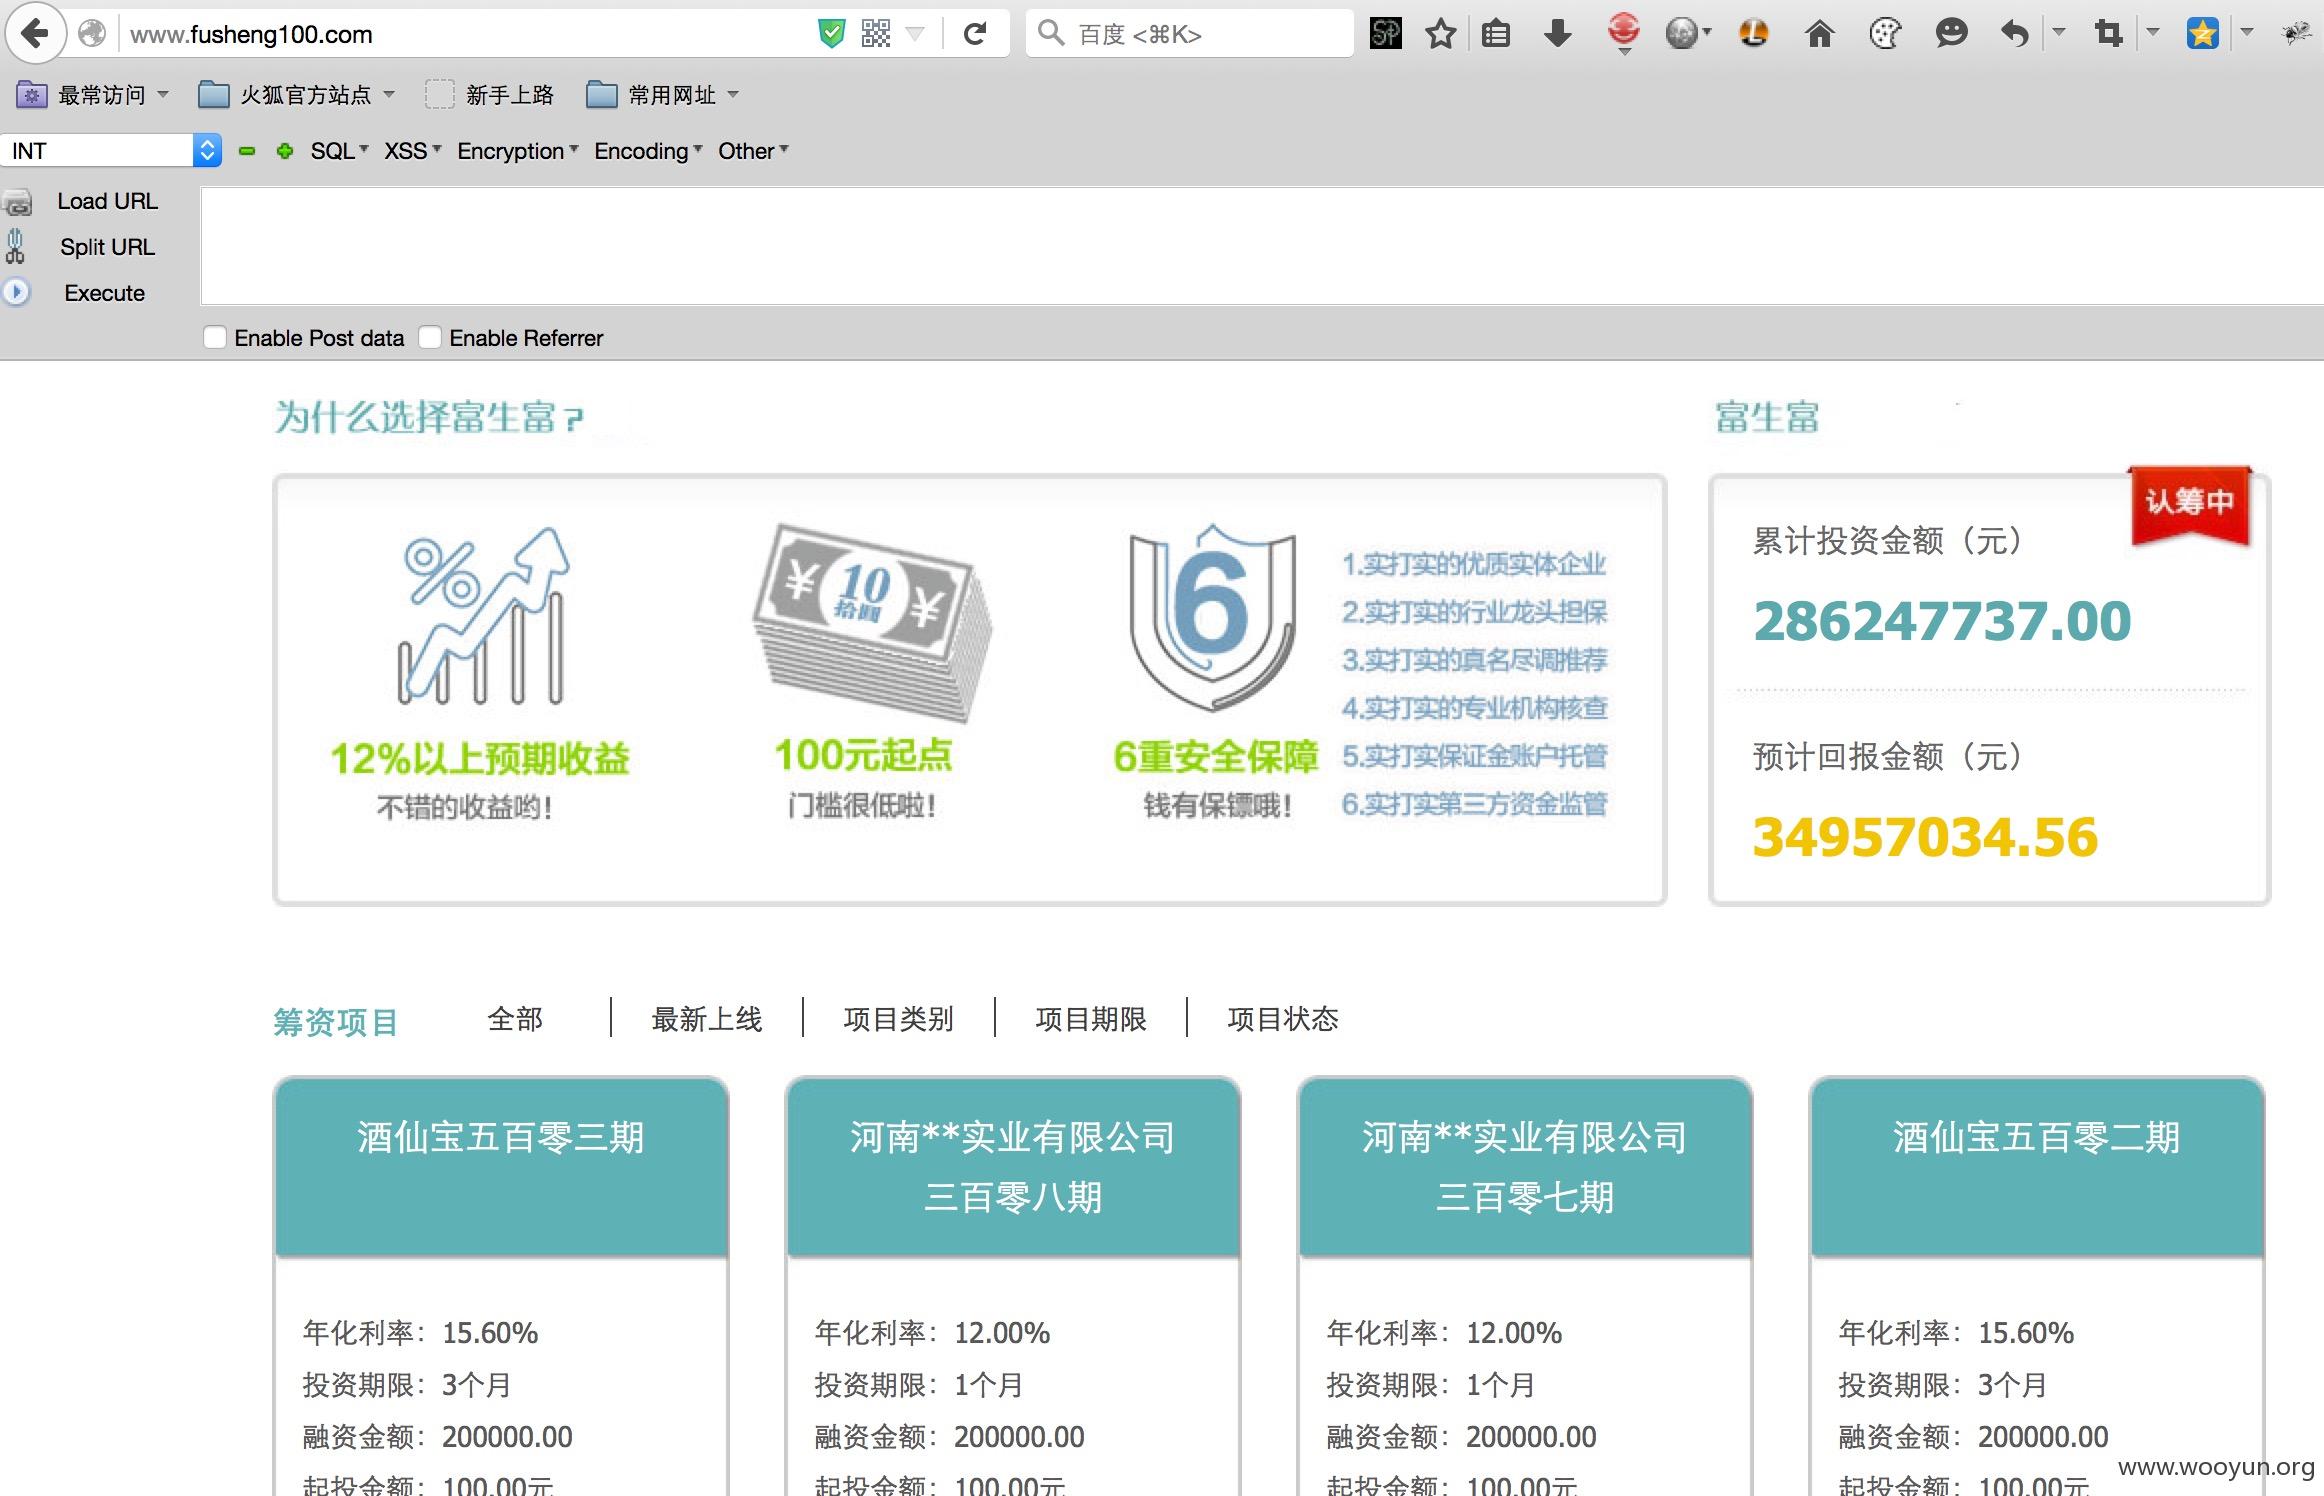 www.fusheng100.com
百度 <⌘K>
最常访问
火狐官方站点
新手上路
常用网址
INT
SQL
XSS
Encryption
Encoding
Other
Load URL
Split URL
Execute
Enable Post data
Enable Referrer
为什么选择富生富？
富生富
认筹中
¥ 10 ¥
拾圆
6
12%以上预期收益
不错的收益哟！
100元起点
门槛很低啦！
6重安全保障
钱有保镖哦！
1.实打实的优质实体企业
2.实打实的行业龙头担保
3.实打实的真名尽调推荐
4.实打实的专业机构核查
5.实打实保证金账户托管
6.实打实第三方资金监管
累计投资金额（元）
286247737.00
预计回报金额（元）
34957034.56
筹资项目
全部
最新上线
项目类别
项目期限
项目状态
酒仙宝五百零三期
年化利率：15.60%
投资期限：3个月
融资金额：200000.00
起投金额：100.00元
河南**实业有限公司
三百零八期
年化利率：12.00%
投资期限：1个月
融资金额：200000.00
起投金额：100.00元
河南**实业有限公司
三百零七期
年化利率：12.00%
投资期限：1个月
融资金额：200000.00
起投金额：100.00元
酒仙宝五百零二期
年化利率：15.60%
投资期限：3个月
融资金额：200000.00
起投金额：100.00元
www.wooyun.org